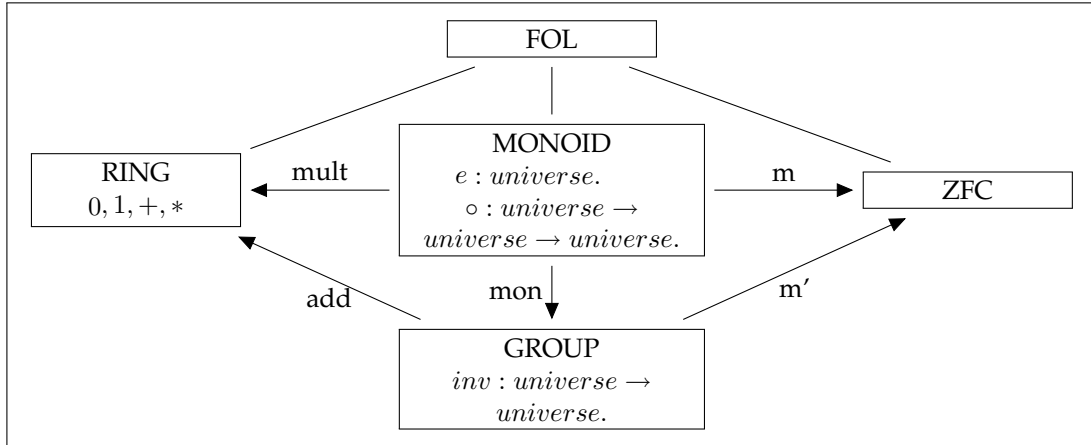 FOL
MONOID
e : universe.
∘ : universe →
universe → universe.
RING
0, 1, +, ∗
mult
m
ZFC
mon
add
m'
GROUP
inv : universe →
universe.